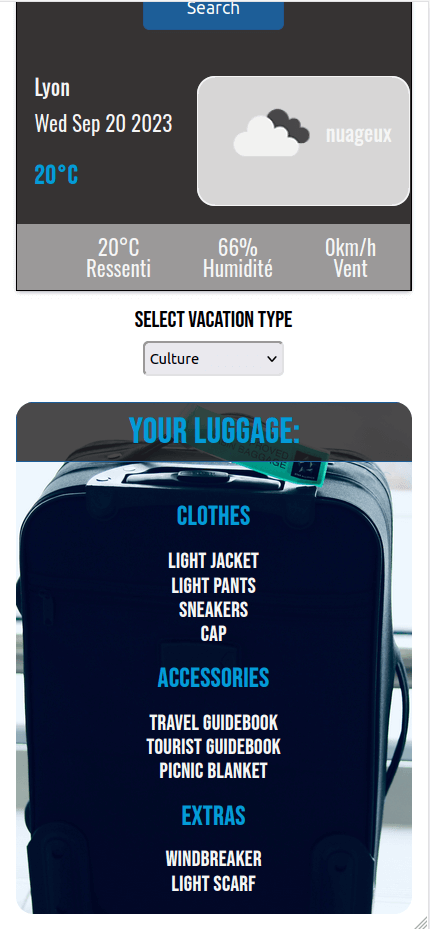 Search
Lyon
Wed Sep 20 2023
20°C
nuageux
20°C
Ressenti
66%
Humidité
0km/h
Vent
SELECT VACATION TYPE
Culture
YOUR LUGGAGE:
CLOTHES
LIGHT JACKET
LIGHT PANTS
SNEAKERS
CAP
ACCESSORIES
TRAVEL GUIDEBOOK
TOURIST GUIDEBOOK
PICNIC BLANKET
EXTRAS
WINDBREAKER
LIGHT SCARF